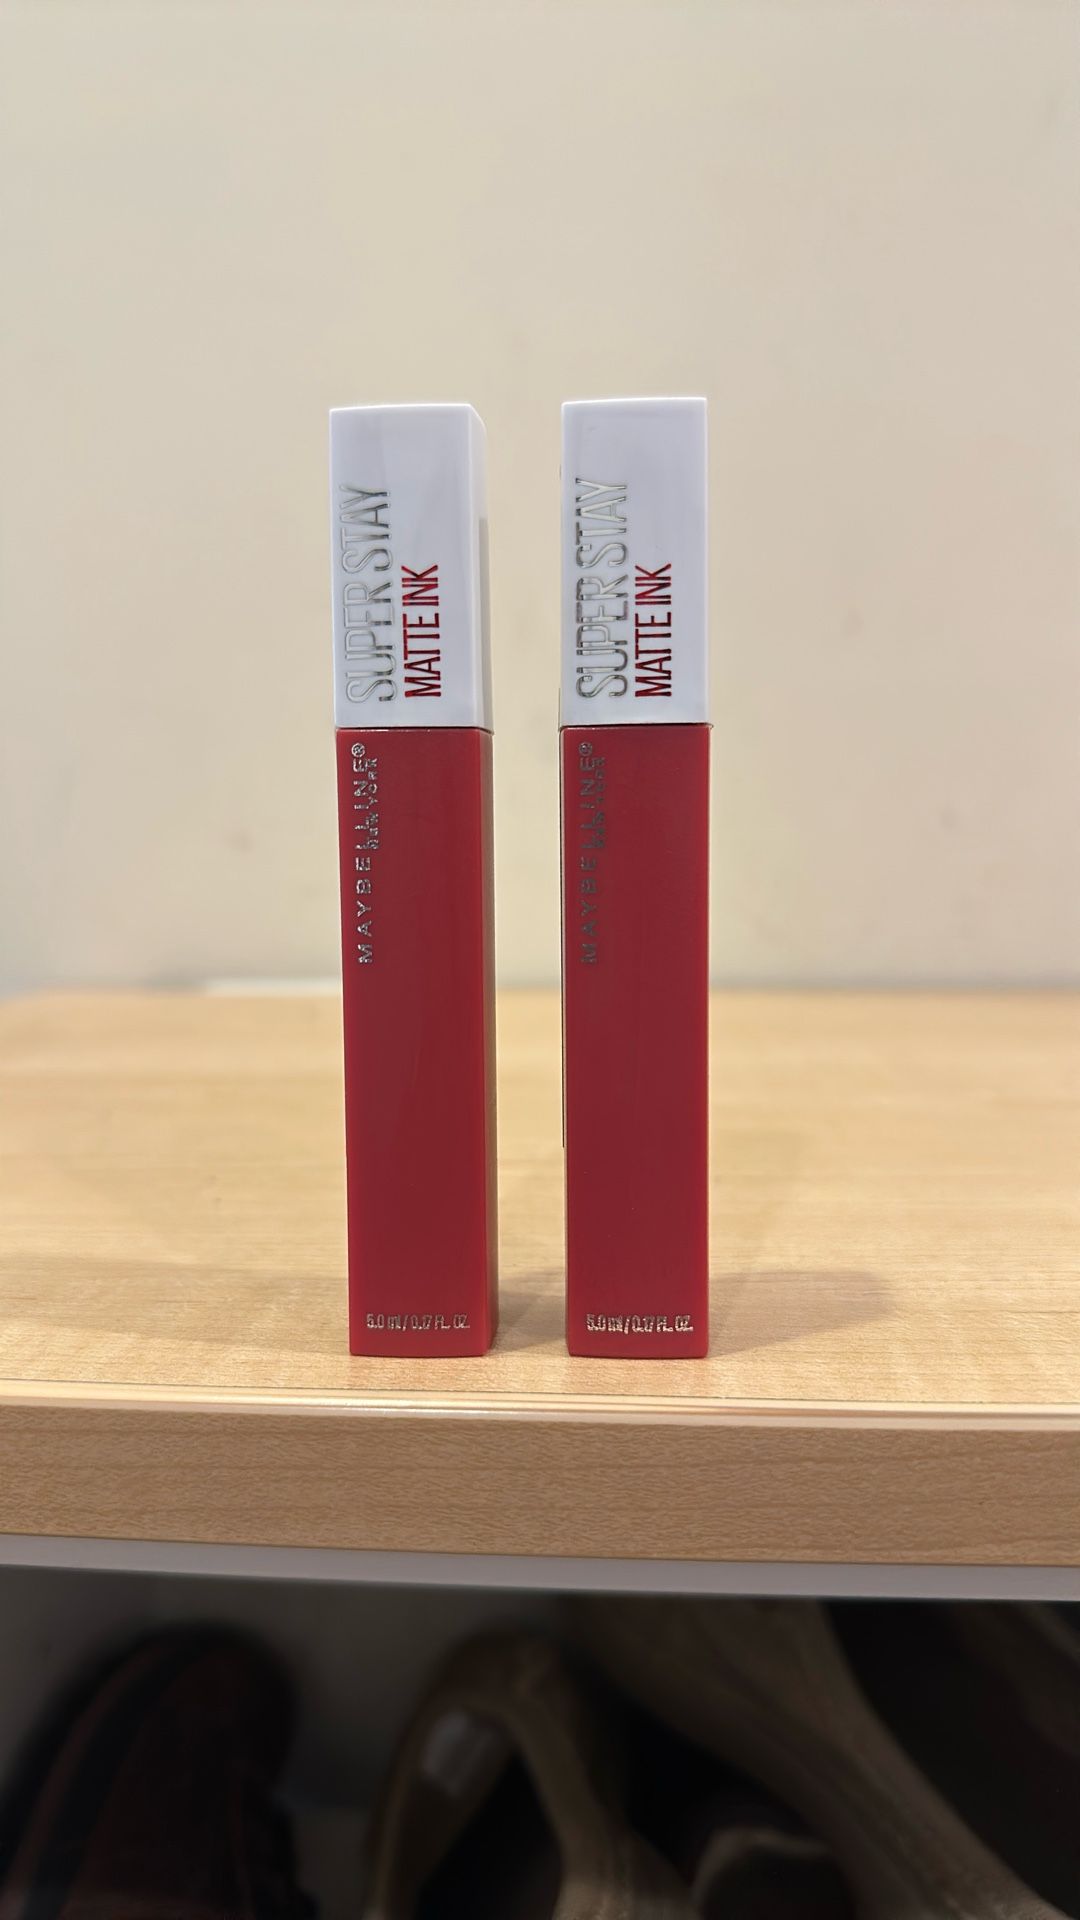 SUPER STAY
MATTE INK
MAYBELLINE®
NEW YORK
5.0 ml / 0.17 FL. OZ.
SUPER STAY
MATTE INK
MAYBELLINE®
NEW YORK
5.0 ml / 0.17 FL. OZ.